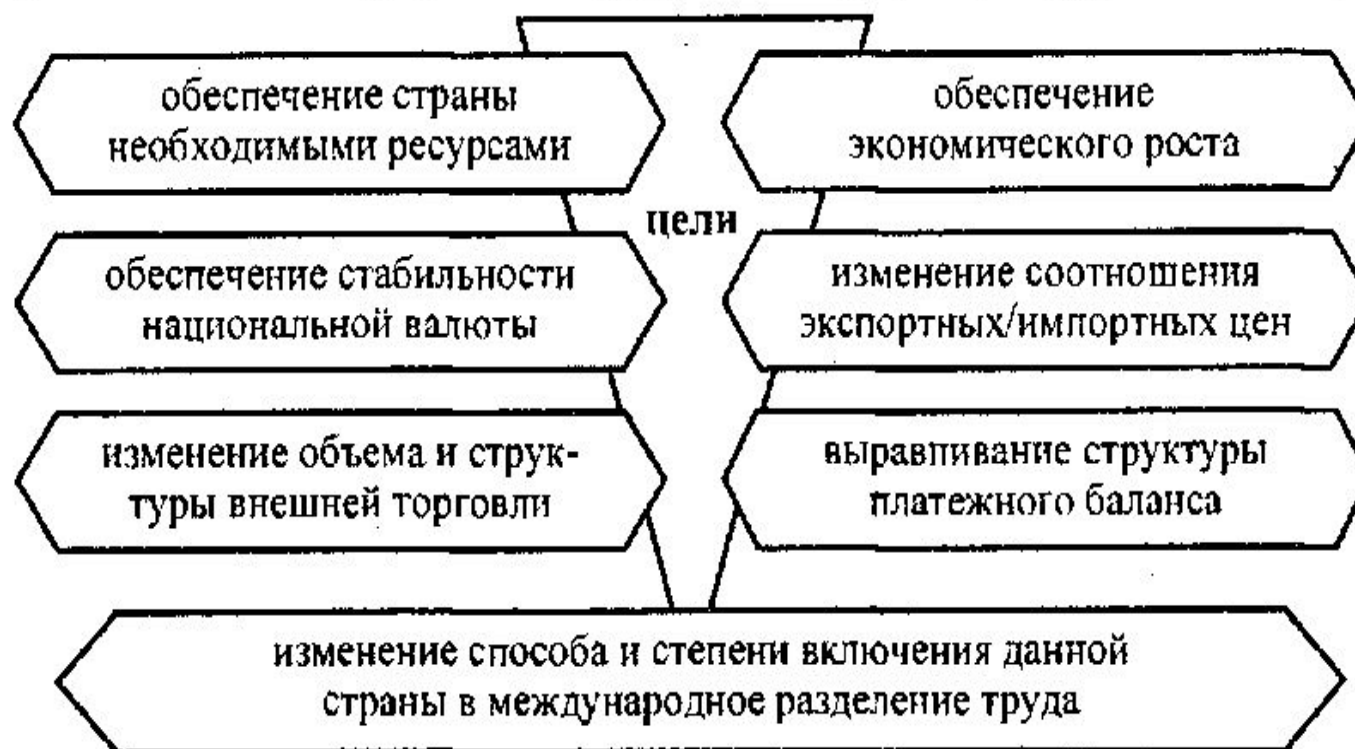 обеспечение страны
необходимыми ресурсами
обеспечение
экономического роста
цели
обеспечение стабильности
национальной валюты
изменение соотношения
экспортных/импортных цен
изменение объема и струк-
туры внешней торговли
выравпивание структуры
платежного баланса
изменение способа и степени включения данной
страны в международное разделение труда